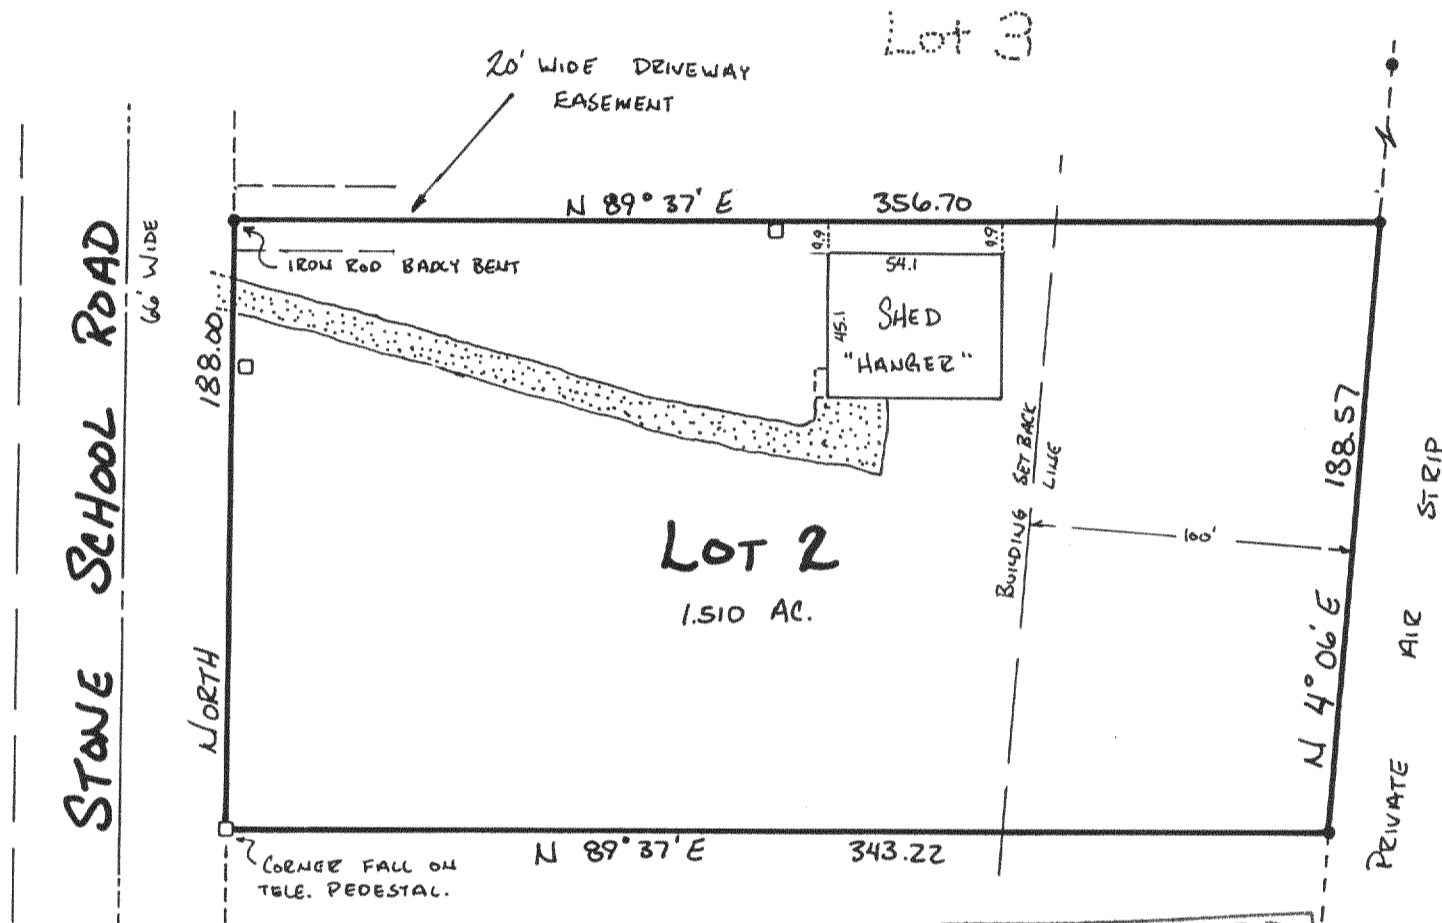 Lot 3
20' WIDE DRIVEWAY
EASEMENT
N 89° 37' E 356.70
IRON ROD BADLY BENT
9.9
9.9
54.1
45.1
SHED
"HANGER"
STONE SCHOOL ROAD
66' WIDE
188.00
NORTH
LOT 2
1.510 AC.
BUILDING SET BACK
LINE
100'
188.57
N 4° 06' E
PRIVATE AIR STRIP
N 89° 37' E 343.22
CORNER FALL ON
TELE. PEDESTAL.